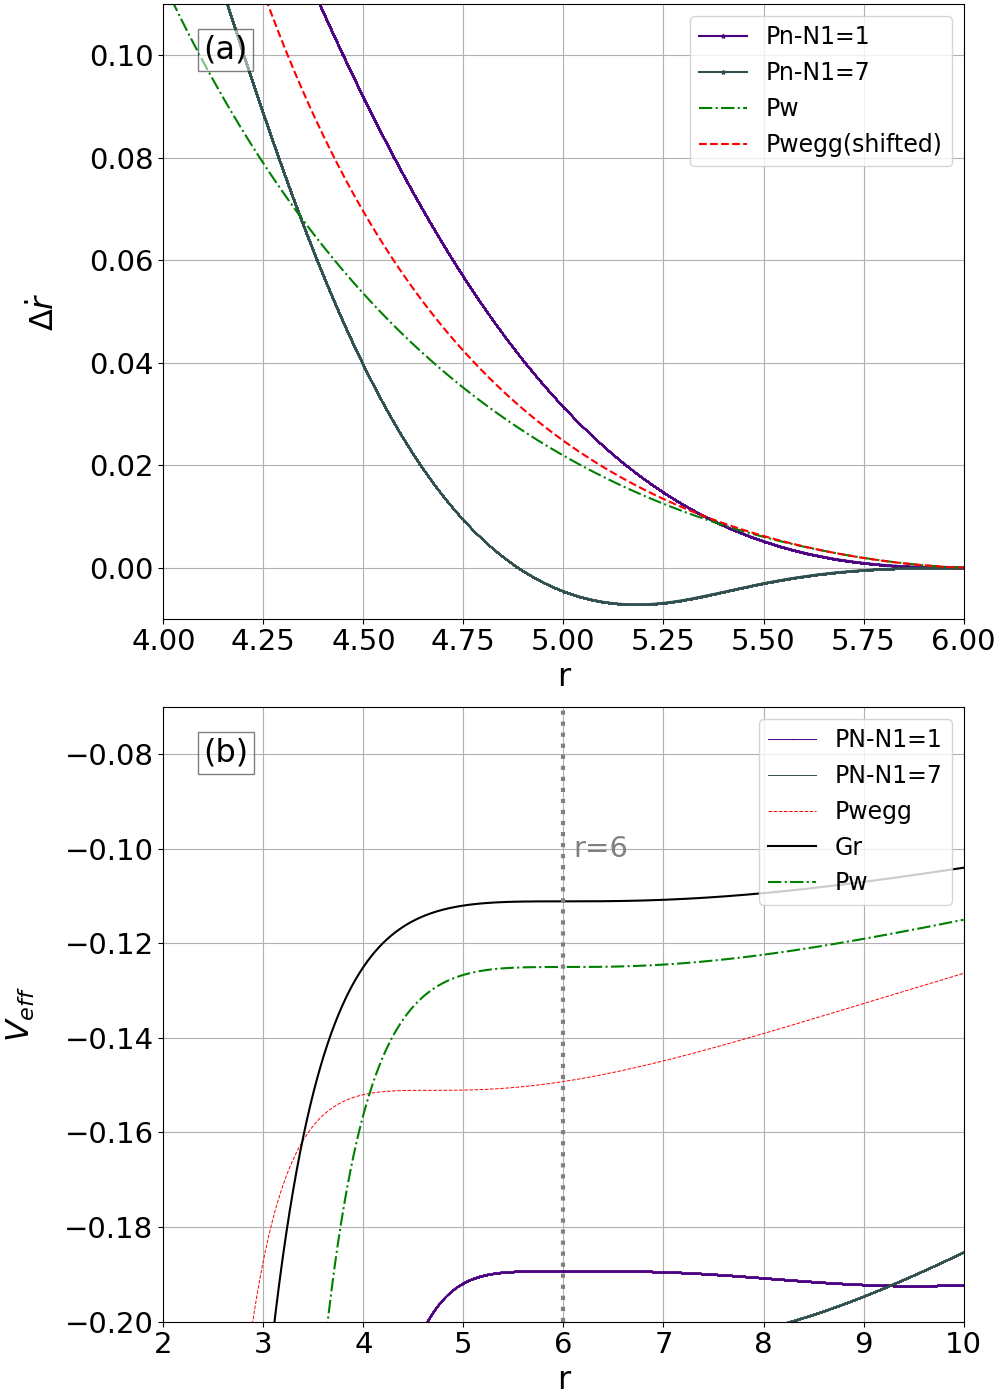 (a)
Pn-N1=1
Pn-N1=7
Pw
Pwegg(shifted)
0.10
0.08
0.06
0.04
0.02
0.00
Δṙ
4.00 4.25 4.50 4.75 5.00 5.25 5.50 5.75 6.00
r
(b)
PN-N1=1
PN-N1=7
Pwegg
Gr
Pw
r=6
−0.08
−0.10
−0.12
−0.14
−0.16
−0.18
−0.20
V_eff
2 3 4 5 6 7 8 9 10
r